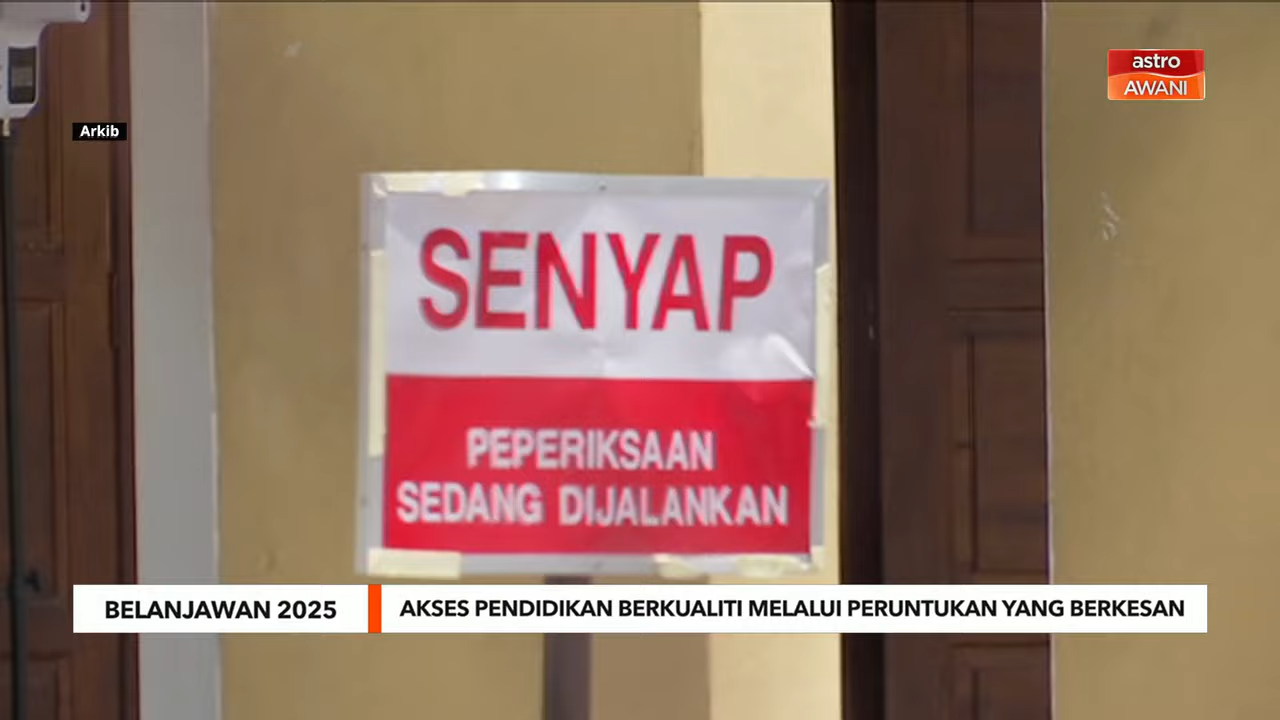 astro
AWANI
Arkib
SENYAP
PEPERIKSAAN
SEDANG DIJALANKAN
BELANJAWAN 2025
AKSES PENDIDIKAN BERKUALITI MELALUI PERUNTUKAN YANG BERKESAN